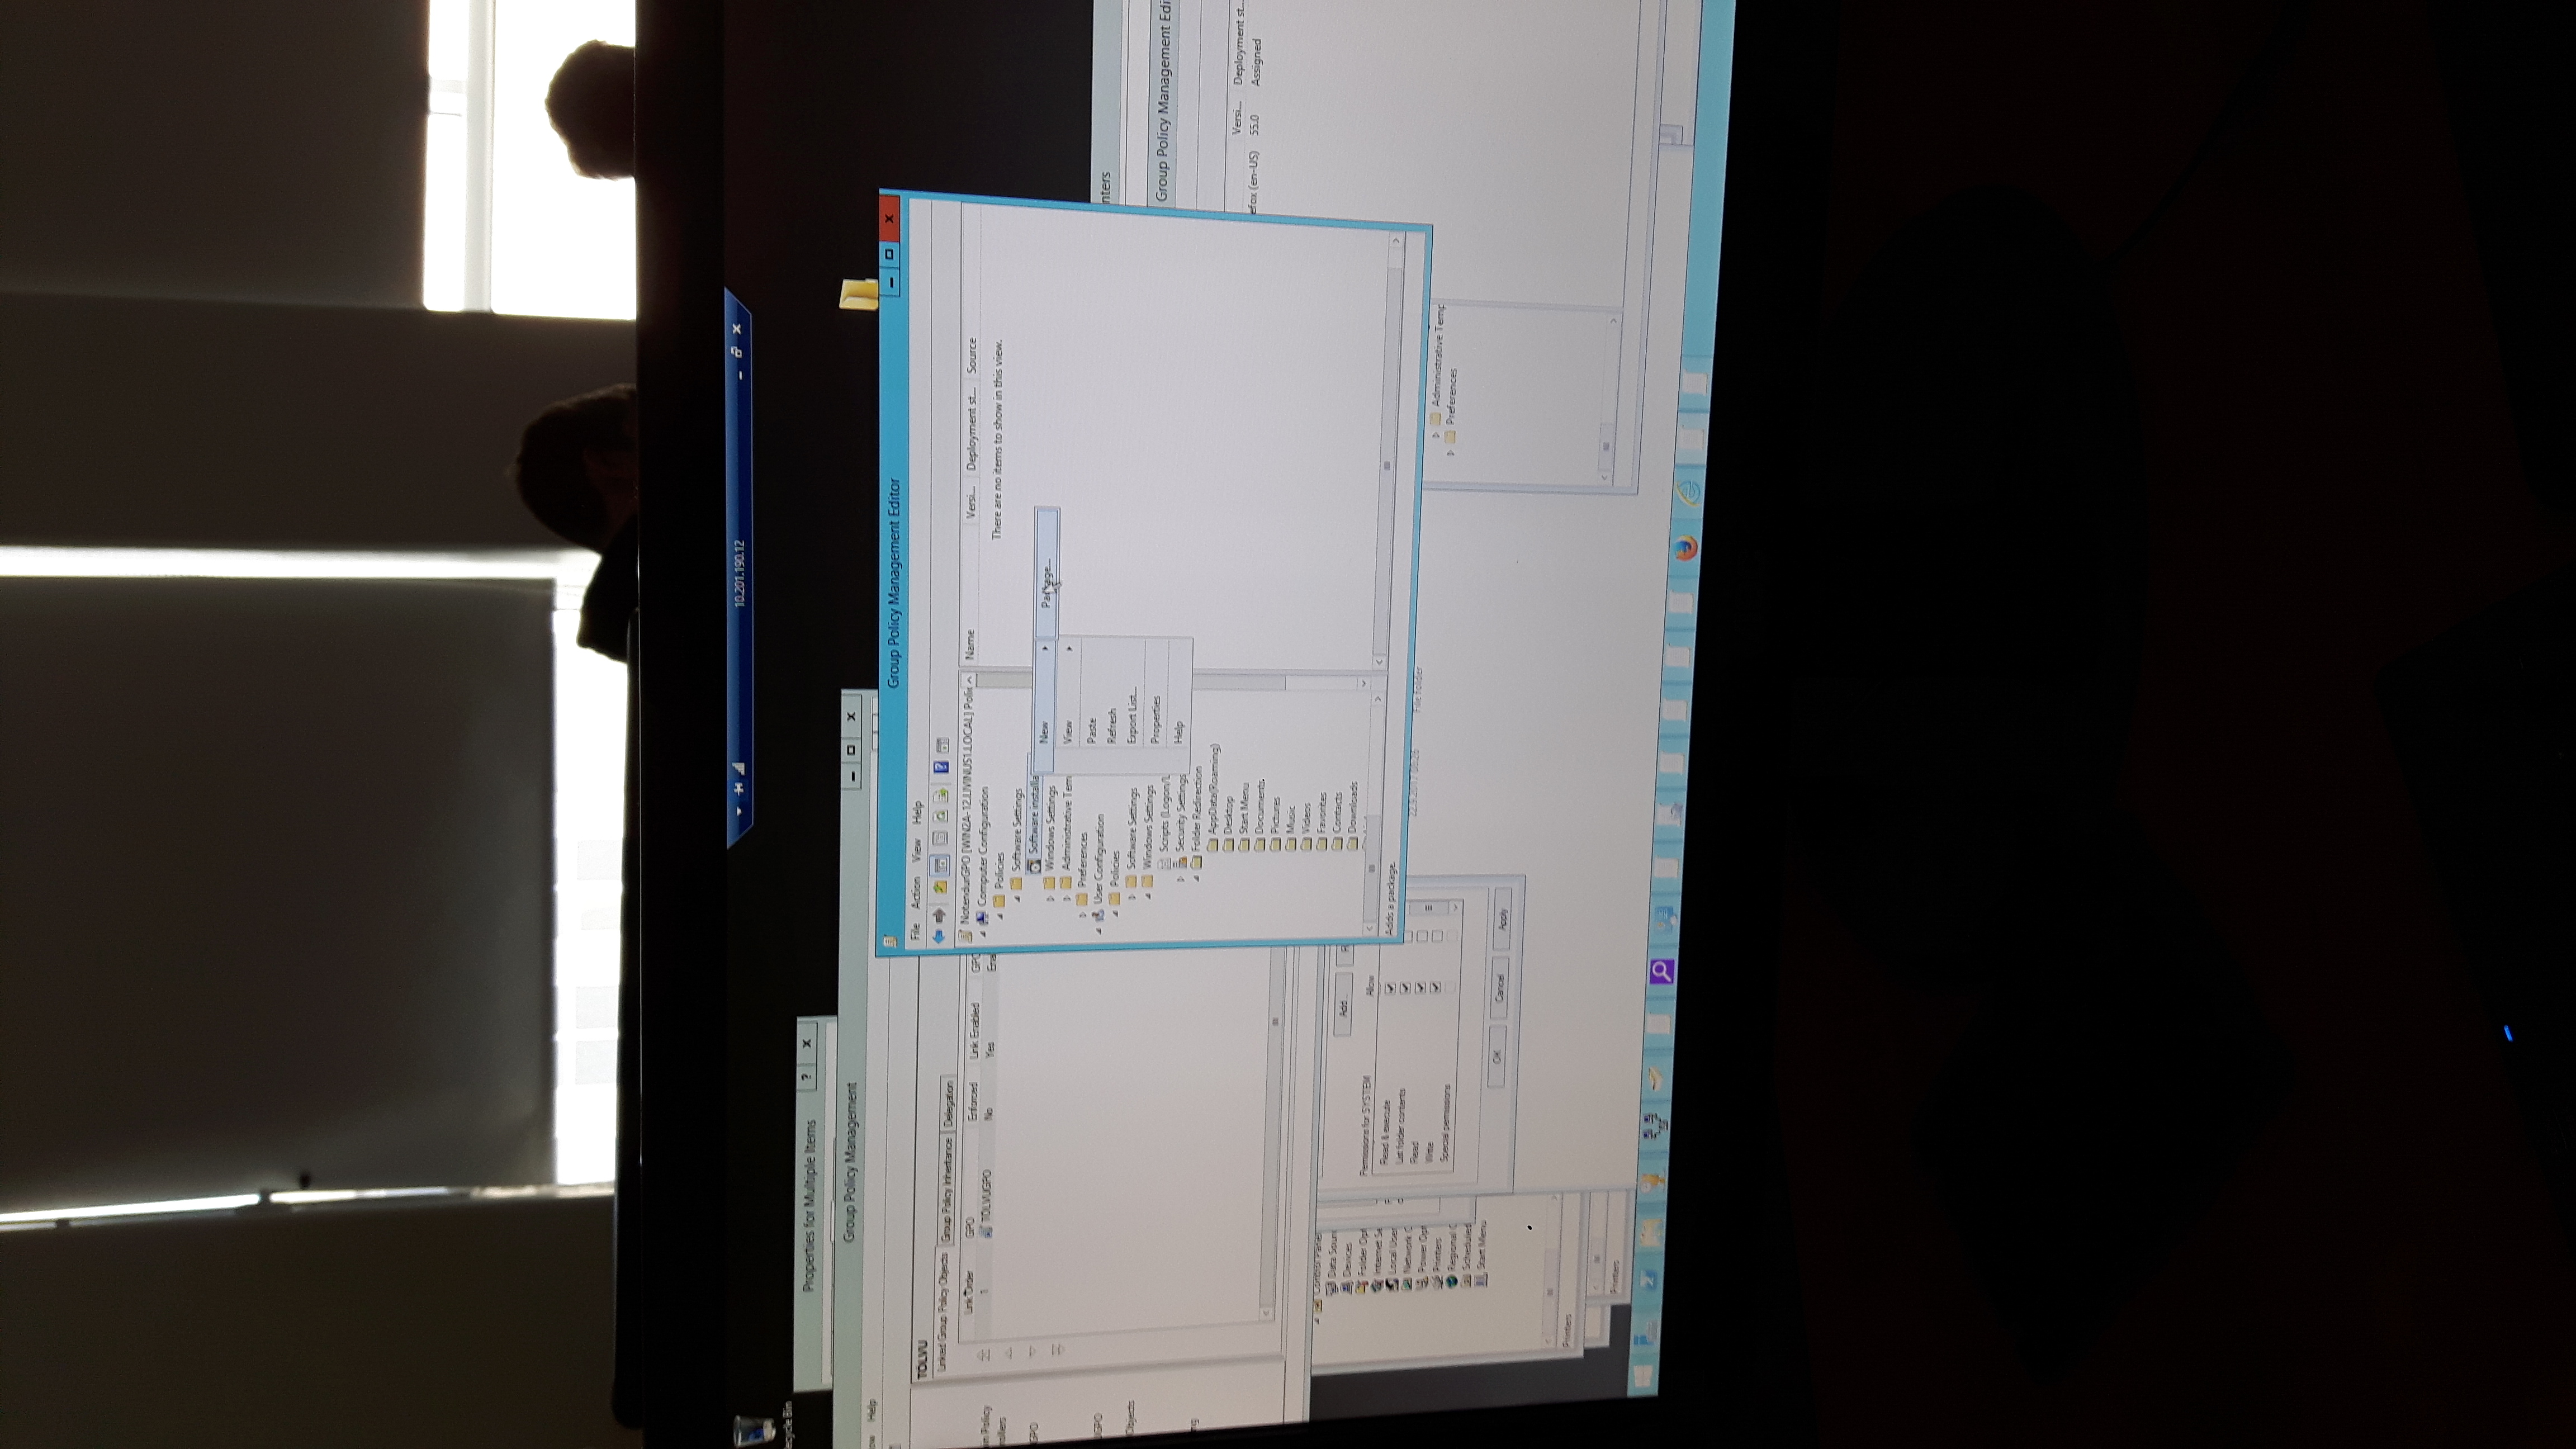 10.201.190.12
ecycle Bin
Properties for Multiple Items
Group Policy Management
Help
TÖLVU
Linked Group Policy Objects Group Policy Inheritance Delegation
Link Order GPO Enforced Link Enabled GPO
1 TÖLVUGPO No Yes Ena
Policy
rollers
GPO
Objects
Group Policy Management Editor
File Action View Help
NotendurGPO [WIN2A-12.LIVINUS1.LOCAL] Polic
Computer Configuration
Policies
Software Settings
Software installa
Windows Settings
Administrative Tem
Preferences
User Configuration
Policies
Software Settings
Windows Settings
Scripts (Logon/L
Security Settings
Folder Redirection
AppData(Roaming)
Desktop
Start Menu
Documents
Pictures
Music
Videos
Favorites
Contacts
Downloads
Adds a package.
Name Versi... Deployment st... Source
There are no items to show in this view.
New
Package...
View
Paste
Refresh
Export List...
Properties
Help
nters
Group Policy Management Edi
Versi... Deployment st...
efox (en-US) 55.0 Assigned
Administrative Temp
Preferences
Control Panel
Data Sour
Devices
Folder Opt
Internet Se
Local User
Network O
Power Opt
Printers
Regional O
Scheduled
Start Menu
Printers
Printers
Add...
Permissions for SYSTEM Allow
Read & execute
List folder contents
Read
Write
Special permissions
OK Cancel Apply
File folder